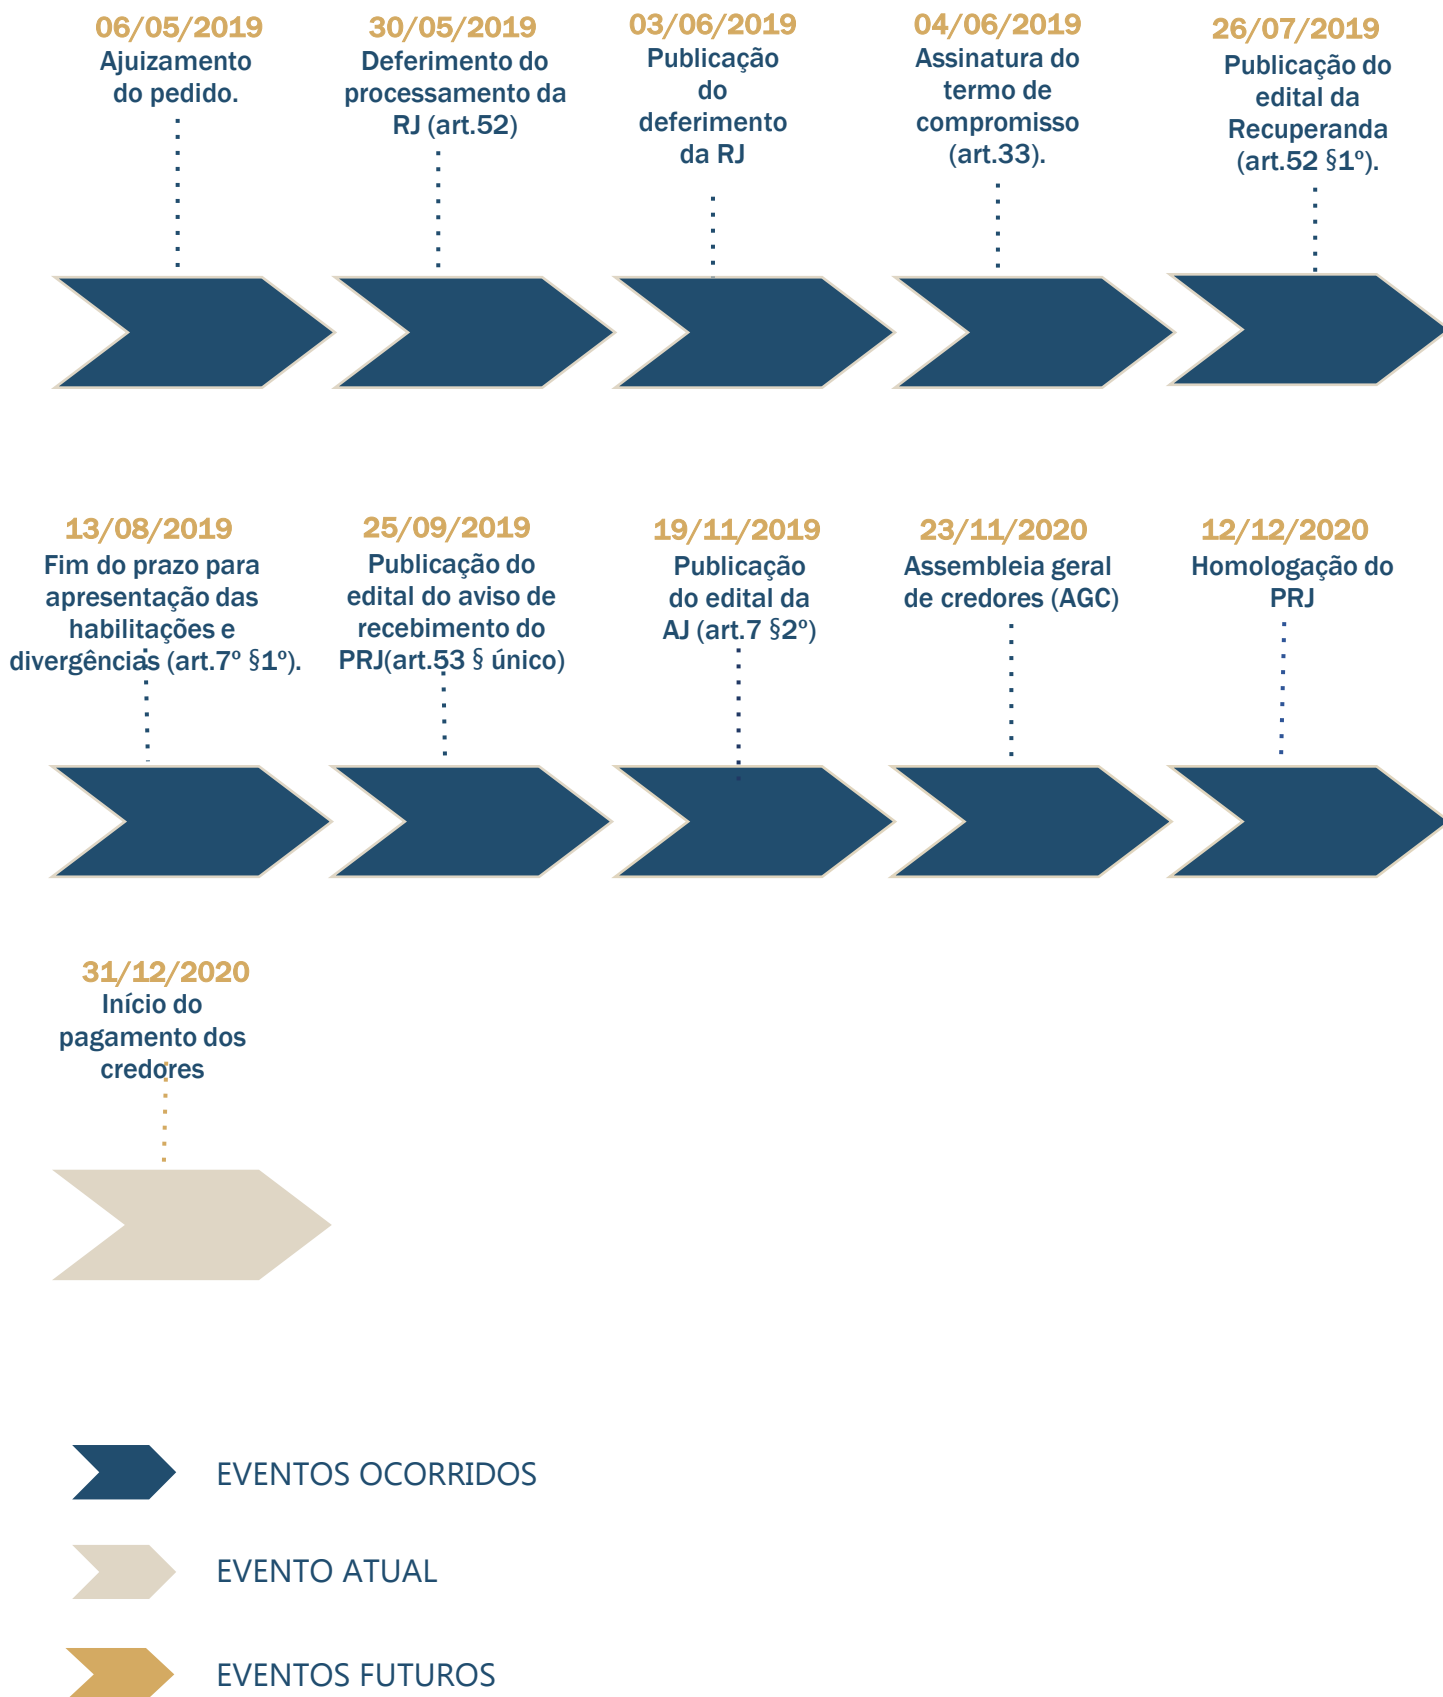 06/05/2019
Ajuizamento
do pedido.
30/05/2019
Deferimento do
processamento da
RJ (art.52)
03/06/2019
Publicação
do
deferimento
da RJ
04/06/2019
Assinatura do
termo de
compromisso
(art.33).
26/07/2019
Publicação do
edital da
Recuperanda
(art.52 §1º).
13/08/2019
Fim do prazo para
apresentação das
habilitações e
divergências (art.7º §1º).
25/09/2019
Publicação do
edital do aviso de
recebimento do
PRJ(art.53 § único)
19/11/2019
Publicação
do edital da
AJ (art.7 §2º)
23/11/2020
Assembleia geral
de credores (AGC)
12/12/2020
Homologação do
PRJ
31/12/2020
Início do
pagamento dos
credores
EVENTOS OCORRIDOS
EVENTO ATUAL
EVENTOS FUTUROS